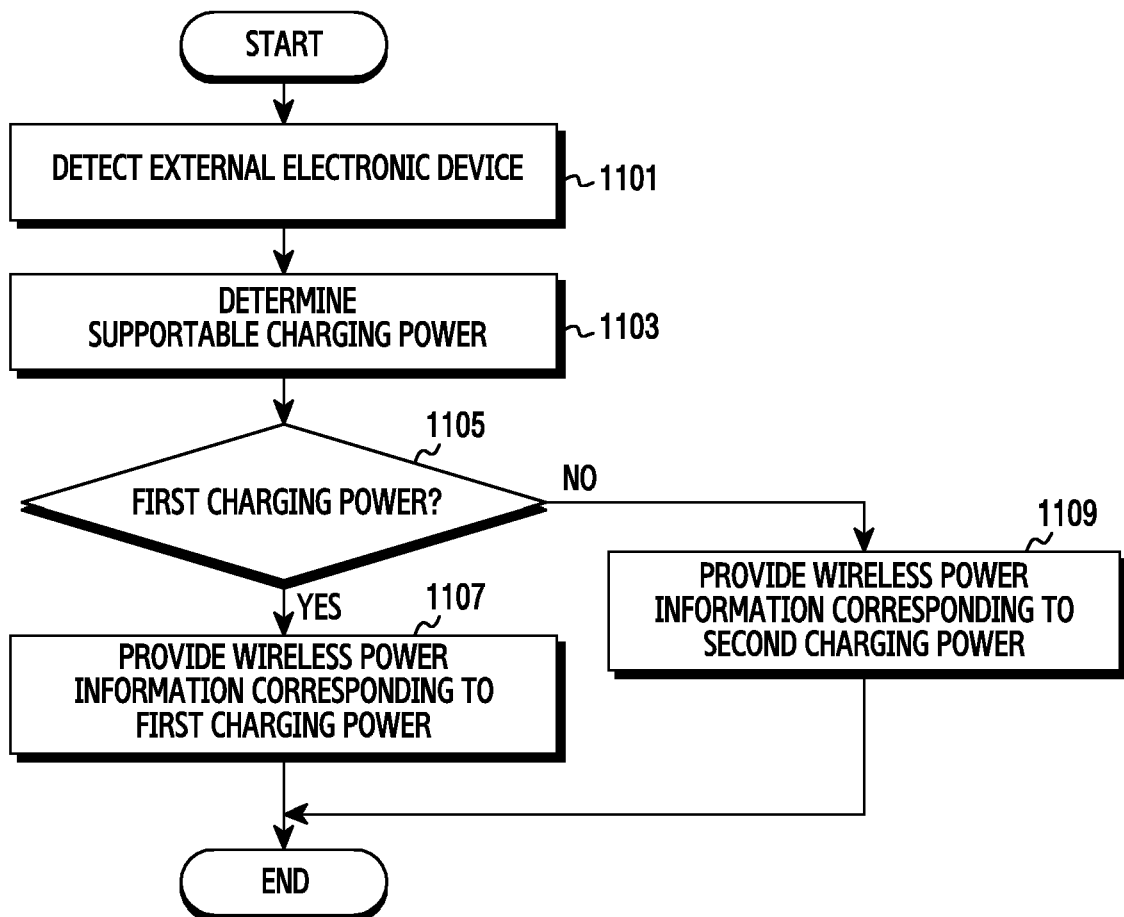 START
DETECT EXTERNAL ELECTRONIC DEVICE
1101
DETERMINE
SUPPORTABLE CHARGING POWER
1103
1105
FIRST CHARGING POWER?
NO
YES
1107
PROVIDE WIRELESS POWER
INFORMATION CORRESPONDING TO
FIRST CHARGING POWER
1109
PROVIDE WIRELESS POWER
INFORMATION CORRESPONDING TO
SECOND CHARGING POWER
END